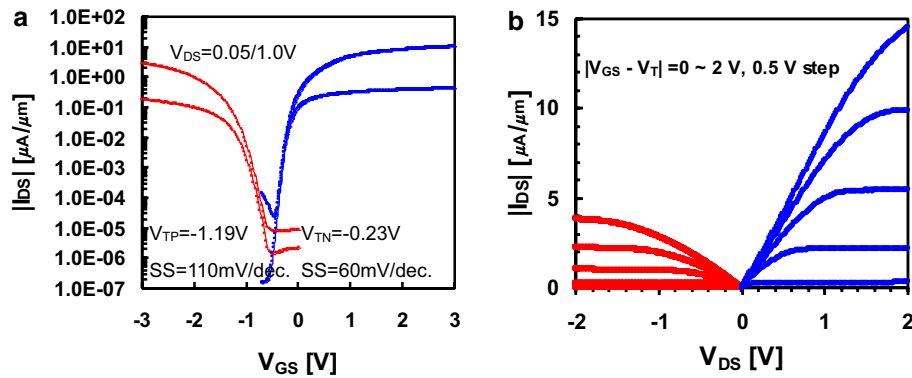 a
1.0E+02
1.0E+01
1.0E+00
1.0E-01
1.0E-02
1.0E-03
1.0E-04
1.0E-05
1.0E-06
1.0E-07
|IDS| [μA/μm]
VDS=0.05/1.0V
VTP=-1.19V
VTN=-0.23V
SS=110mV/dec.
SS=60mV/dec.
-3 -2 -1 0 1 2 3
VGS [V]
b
15
10
5
0
|IDS| [μA/μm]
|VGS - VT| =0 ~ 2 V, 0.5 V step
-2 -1 0 1 2
VDS [V]